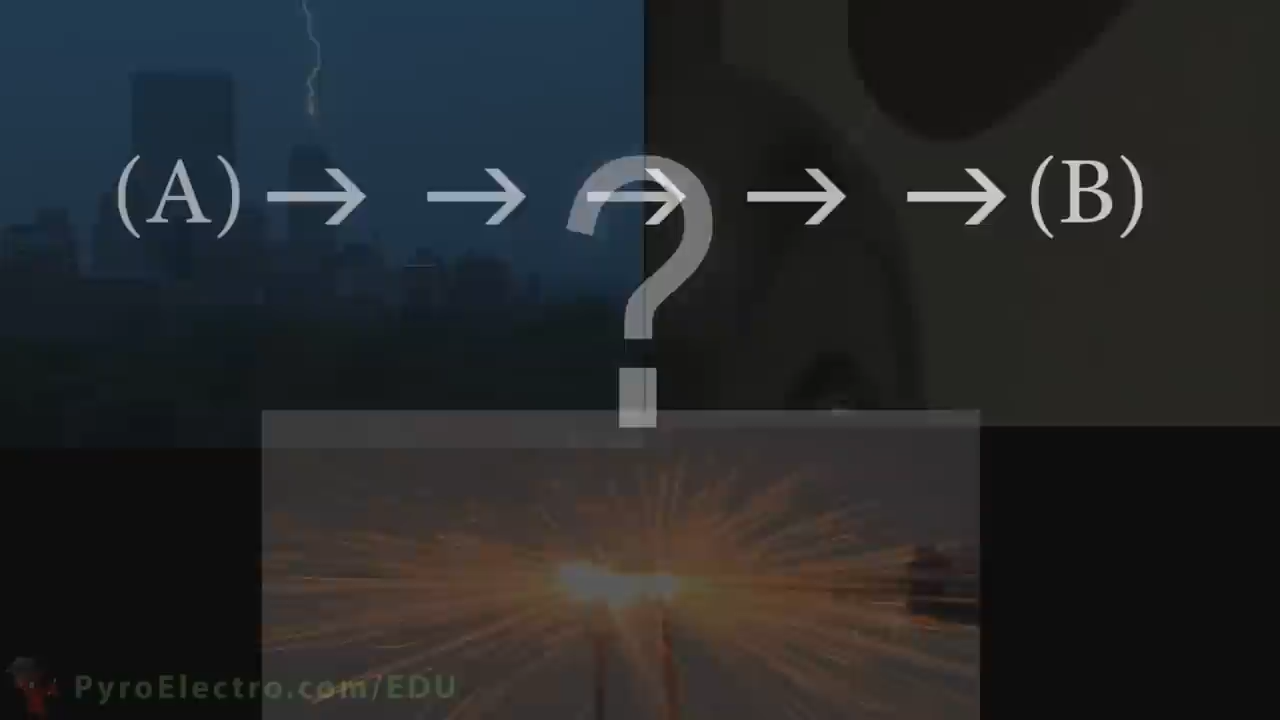 (A) → → → → → (B)
?
PyroElectro.com/EDU